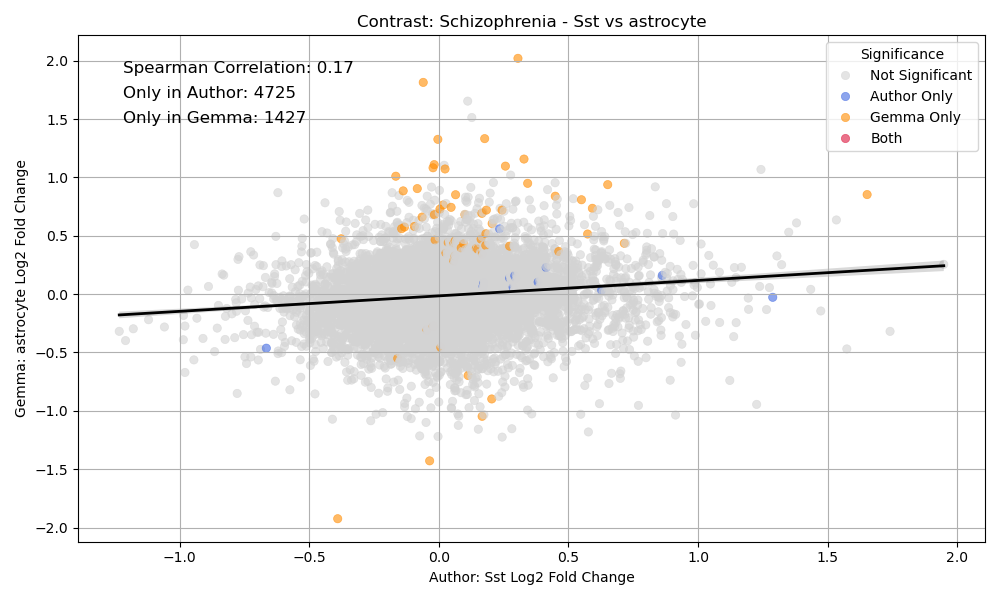 Contrast: Schizophrenia - Sst vs astrocyte
Spearman Correlation: 0.17
Only in Author: 4725
Only in Gemma: 1427
Significance
Not Significant
Author Only
Gemma Only
Both
Gemma: astrocyte Log2 Fold Change
2.0
1.5
1.0
0.5
0.0
−0.5
−1.0
−1.5
−2.0
−1.0
−0.5
0.0
0.5
1.0
1.5
2.0
Author: Sst Log2 Fold Change